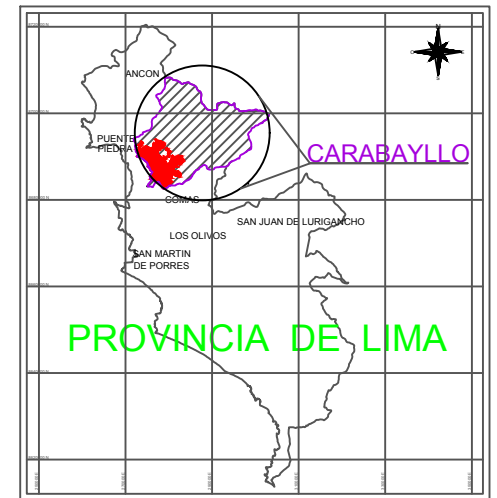 ANCON
PUENTE
PIEDRA
CARABAYLLO
COMAS
SAN JUAN DE LURIGANCHO
LOS OLIVOS
SAN MARTIN
DE PORRES
PROVINCIA DE LIMA